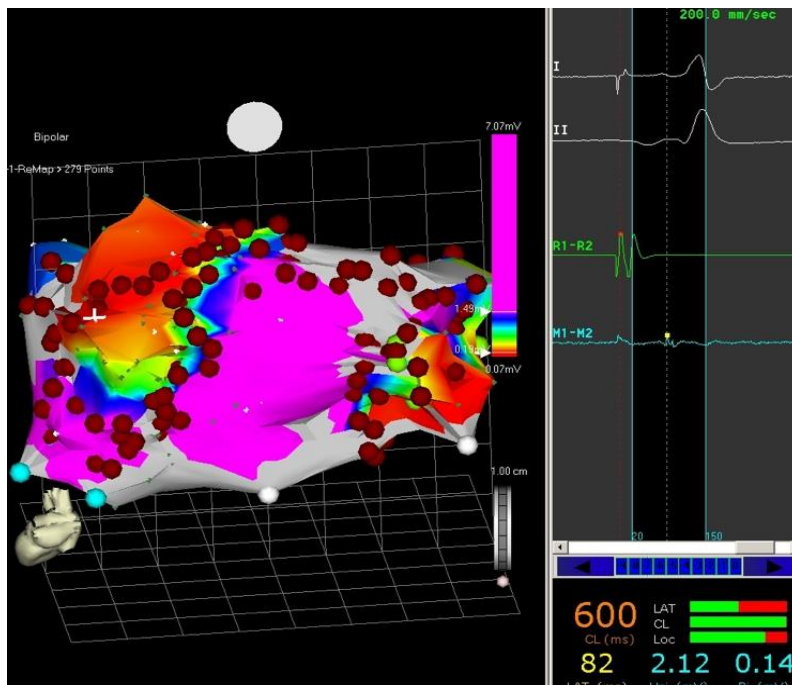 Bipolar
-1-ReMap > 279 Points
7.07mV
0.07mV
1.00 cm
200.0 mm/sec
I
II
R1-R2
M1-M2
20
150
600
CL (ms)
LAT
CL
Loc
82
2.12
0.14